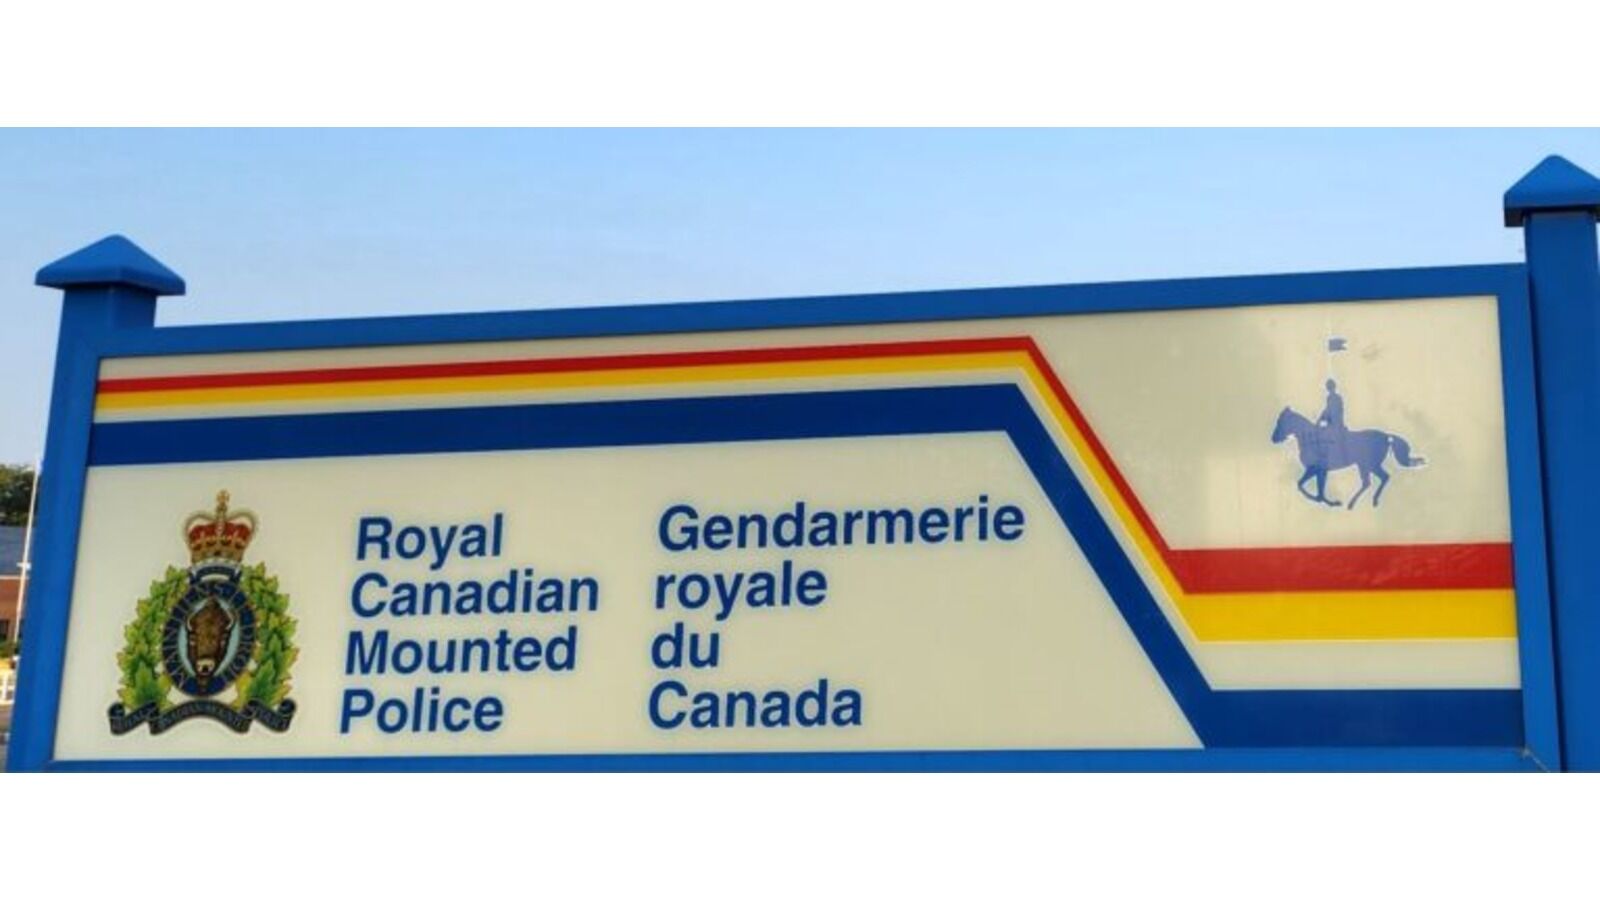 Royal
Canadian
Mounted
Police
Gendarmerie
royale
du
Canada